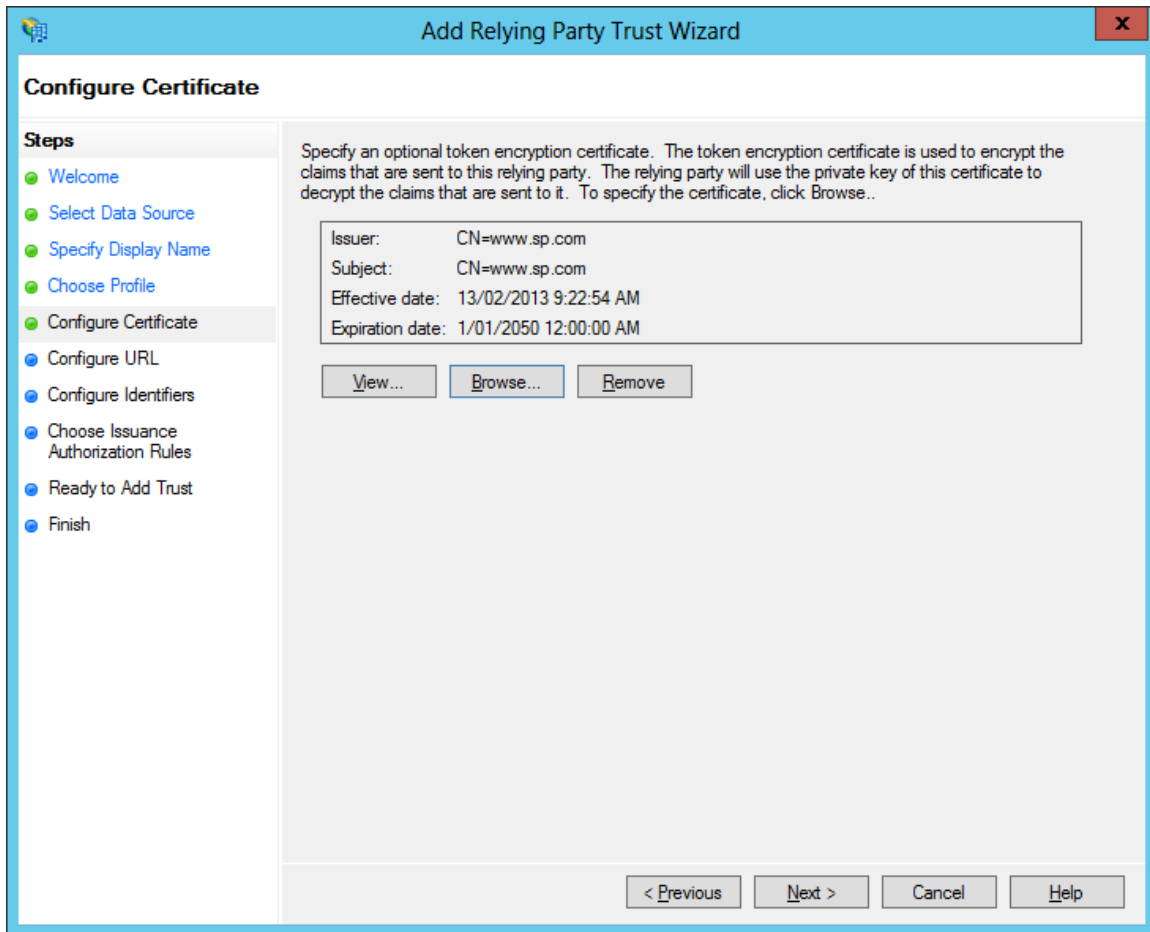 Add Relying Party Trust Wizard
x
Configure Certificate
Steps
Welcome
Select Data Source
Specify Display Name
Choose Profile
Configure Certificate
Configure URL
Configure Identifiers
Choose Issuance
Authorization Rules
Ready to Add Trust
Finish
Specify an optional token encryption certificate.  The token encryption certificate is used to encrypt the
claims that are sent to this relying party.  The relying party will use the private key of this certificate to
decrypt the claims that are sent to it.  To specify the certificate, click Browse..
Issuer: CN=www.sp.com
Subject: CN=www.sp.com
Effective date: 13/02/2013 9:22:54 AM
Expiration date: 1/01/2050 12:00:00 AM
View... Browse... Remove
< Previous Next > Cancel Help